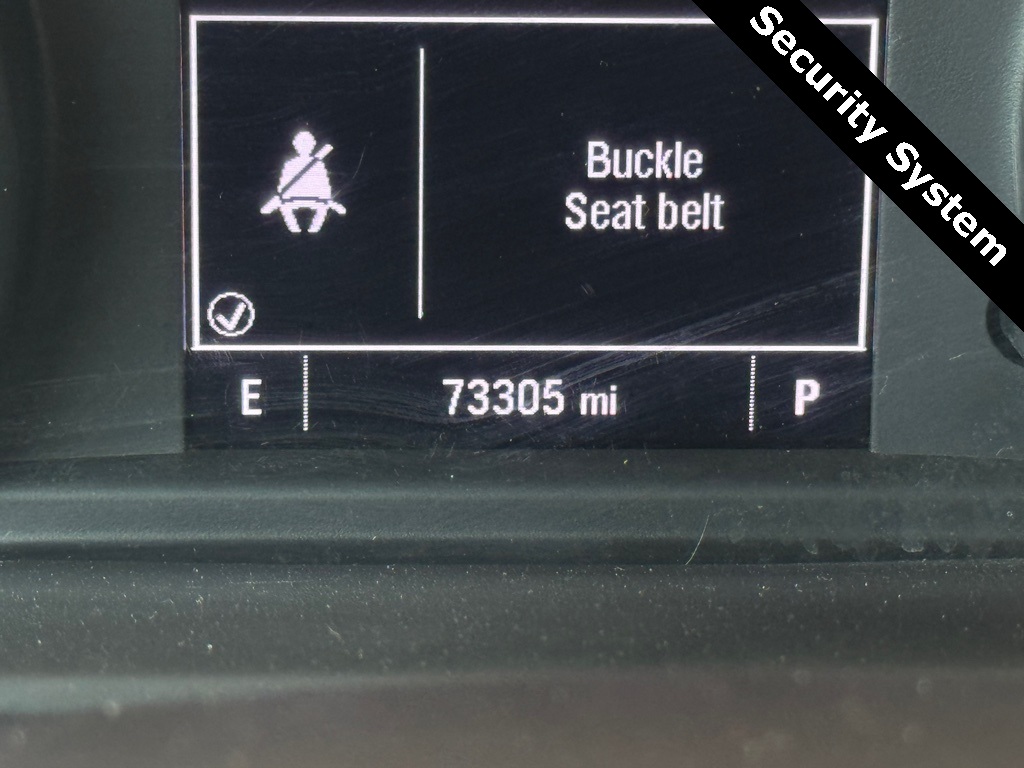 Security System
Buckle
Seat belt
E 73305 mi P